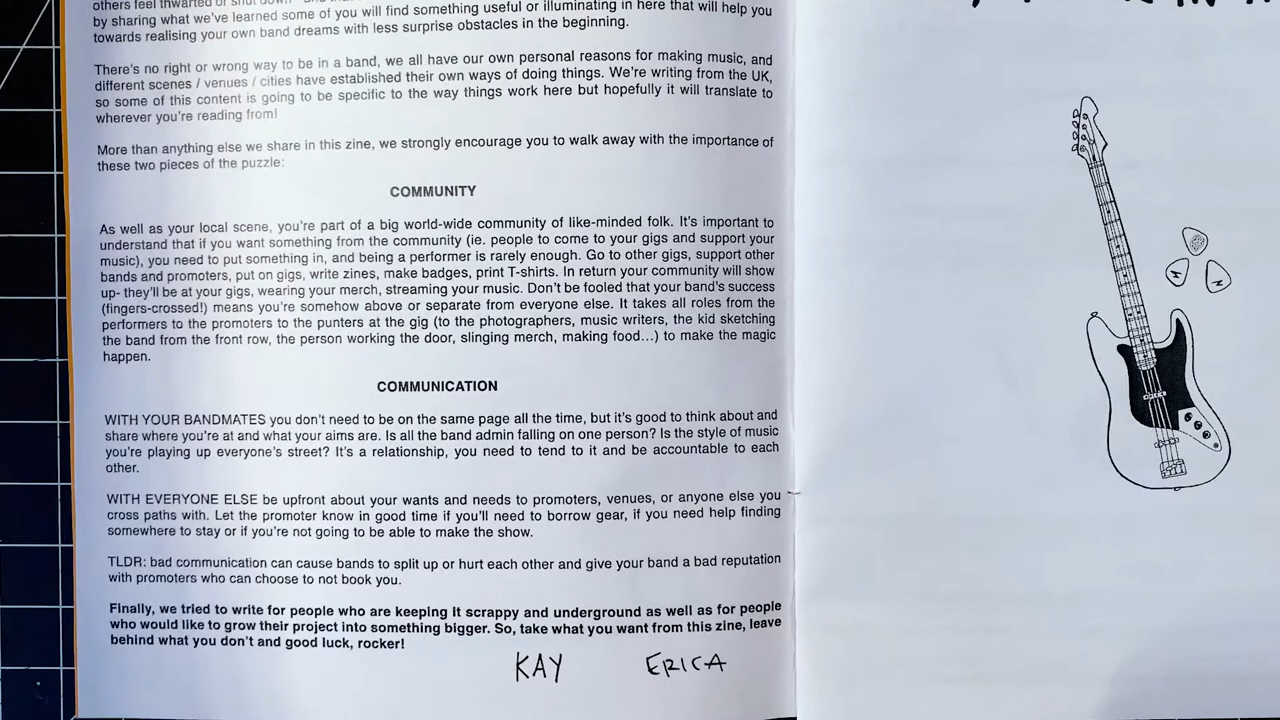 others feel thwarted or shut down
by sharing what we've learned some of you will find something useful or illuminating in here that will help you
towards realising your own band dreams with less surprise obstacles in the beginning.
There's no right or wrong way to be in a band, we all have our own personal reasons for making music, and
different scenes / venues / cities have established their own ways of doing things. We're writing from the UK,
so some of this content is going to be specific to the way things work here but hopefully it will translate to
wherever you're reading from!
More than anything else we share in this zine, we strongly encourage you to walk away with the importance of
these two pieces of the puzzle:
COMMUNITY
As well as your local scene, you're part of a big world-wide community of like-minded folk. It's important to
understand that if you want something from the community (ie. people to come to your gigs and support your
music), you need to put something in, and being a performer is rarely enough. Go to other gigs, support other
bands and promoters, put on gigs, write zines, make badges, print T-shirts. In return your community will show
up- they'll be at your gigs, wearing your merch, streaming your music. Don't be fooled that your band's success
(fingers-crossed!) means you're somehow above or separate from everyone else. It takes all roles from the
performers to the promoters to the punters at the gig (to the photographers, music writers, the kid sketching
the band from the front row, the person working the door, slinging merch, making food...) to make the magic
happen.
COMMUNICATION
WITH YOUR BANDMATES you don't need to be on the same page all the time, but it's good to think about and
share where you're at and what your aims are. Is all the band admin falling on one person? Is the style of music
you're playing up everyone's street? It's a relationship, you need to tend to it and be accountable to each
other.
WITH EVERYONE ELSE be upfront about your wants and needs to promoters, venues, or anyone else you
cross paths with. Let the promoter know in good time if you'll need to borrow gear, if you need help finding
somewhere to stay or if you're not going to be able to make the show.
TLDR: bad communication can cause bands to split up or hurt each other and give your band a bad reputation
with promoters who can choose to not book you.
Finally, we tried to write for people who are keeping it scrappy and underground as well as for people
who would like to grow their project into something bigger. So, take what you want from this zine, leave
behind what you don't and good luck, rocker!
KAY ERICA